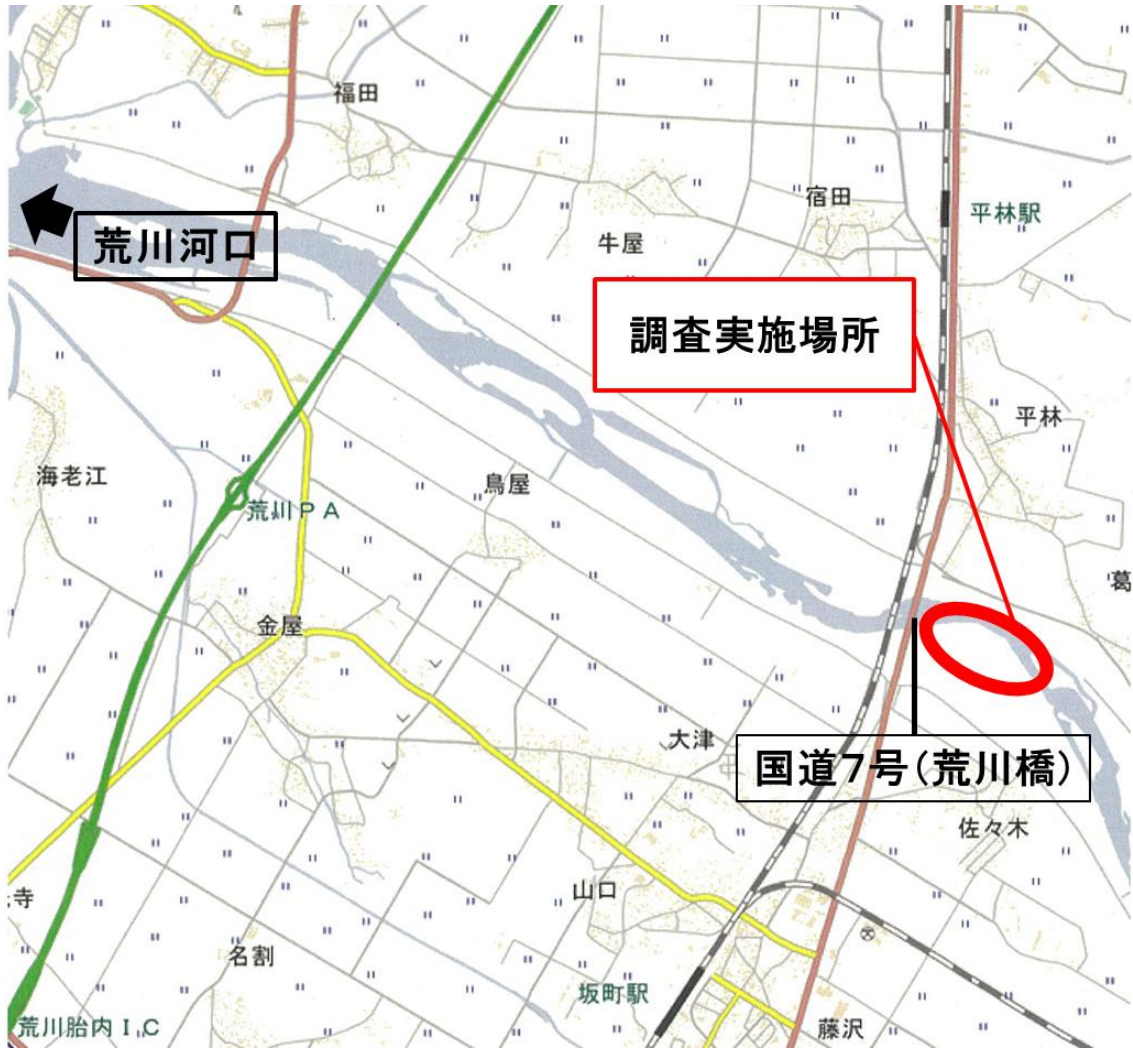 福田
宿田
平林駅
荒川河口
牛屋
調査実施場所
平林
海老江
鳥屋
荒川PA
葛
金屋
大津
国道7号(荒川橋)
佐々木
寺
山口
名割
坂町駅
荒川胎内I.C
藤沢